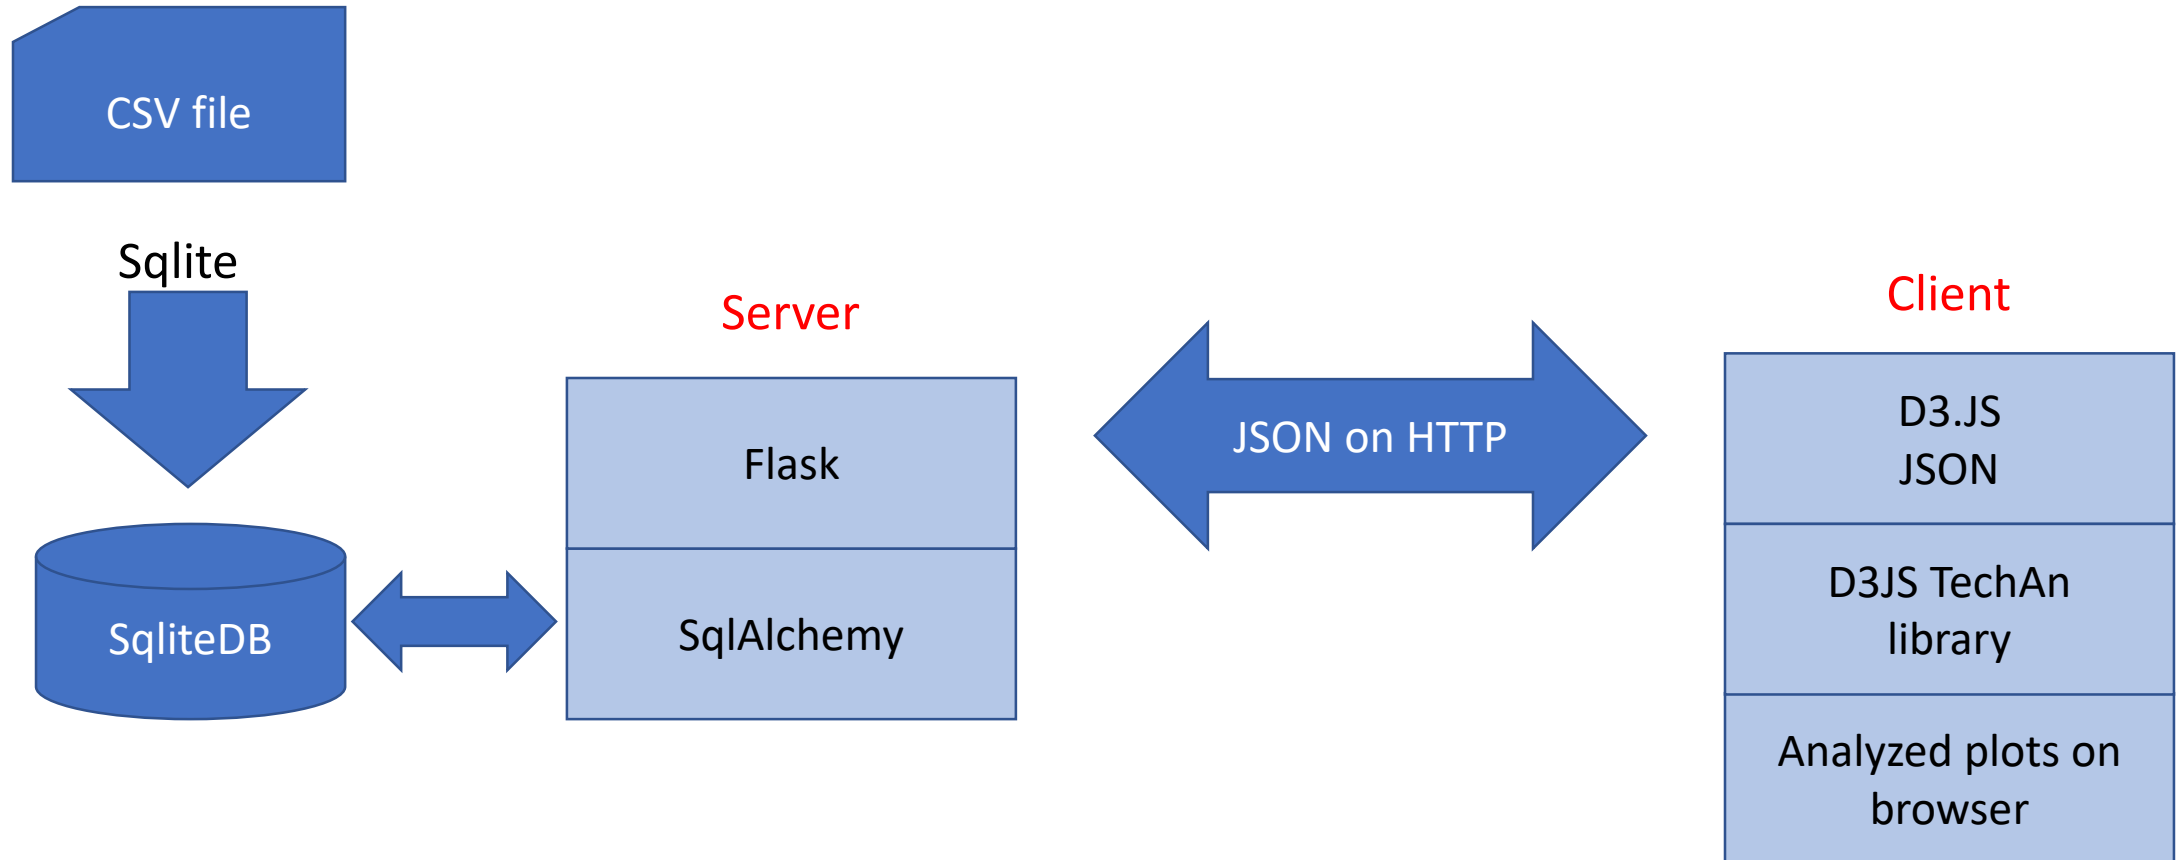 CSV file
Sqlite
SqliteDB
Server
Flask
SqlAlchemy
JSON on HTTP
Client
D3.JS
JSON
D3JS TechAn
library
Analyzed plots on
browser